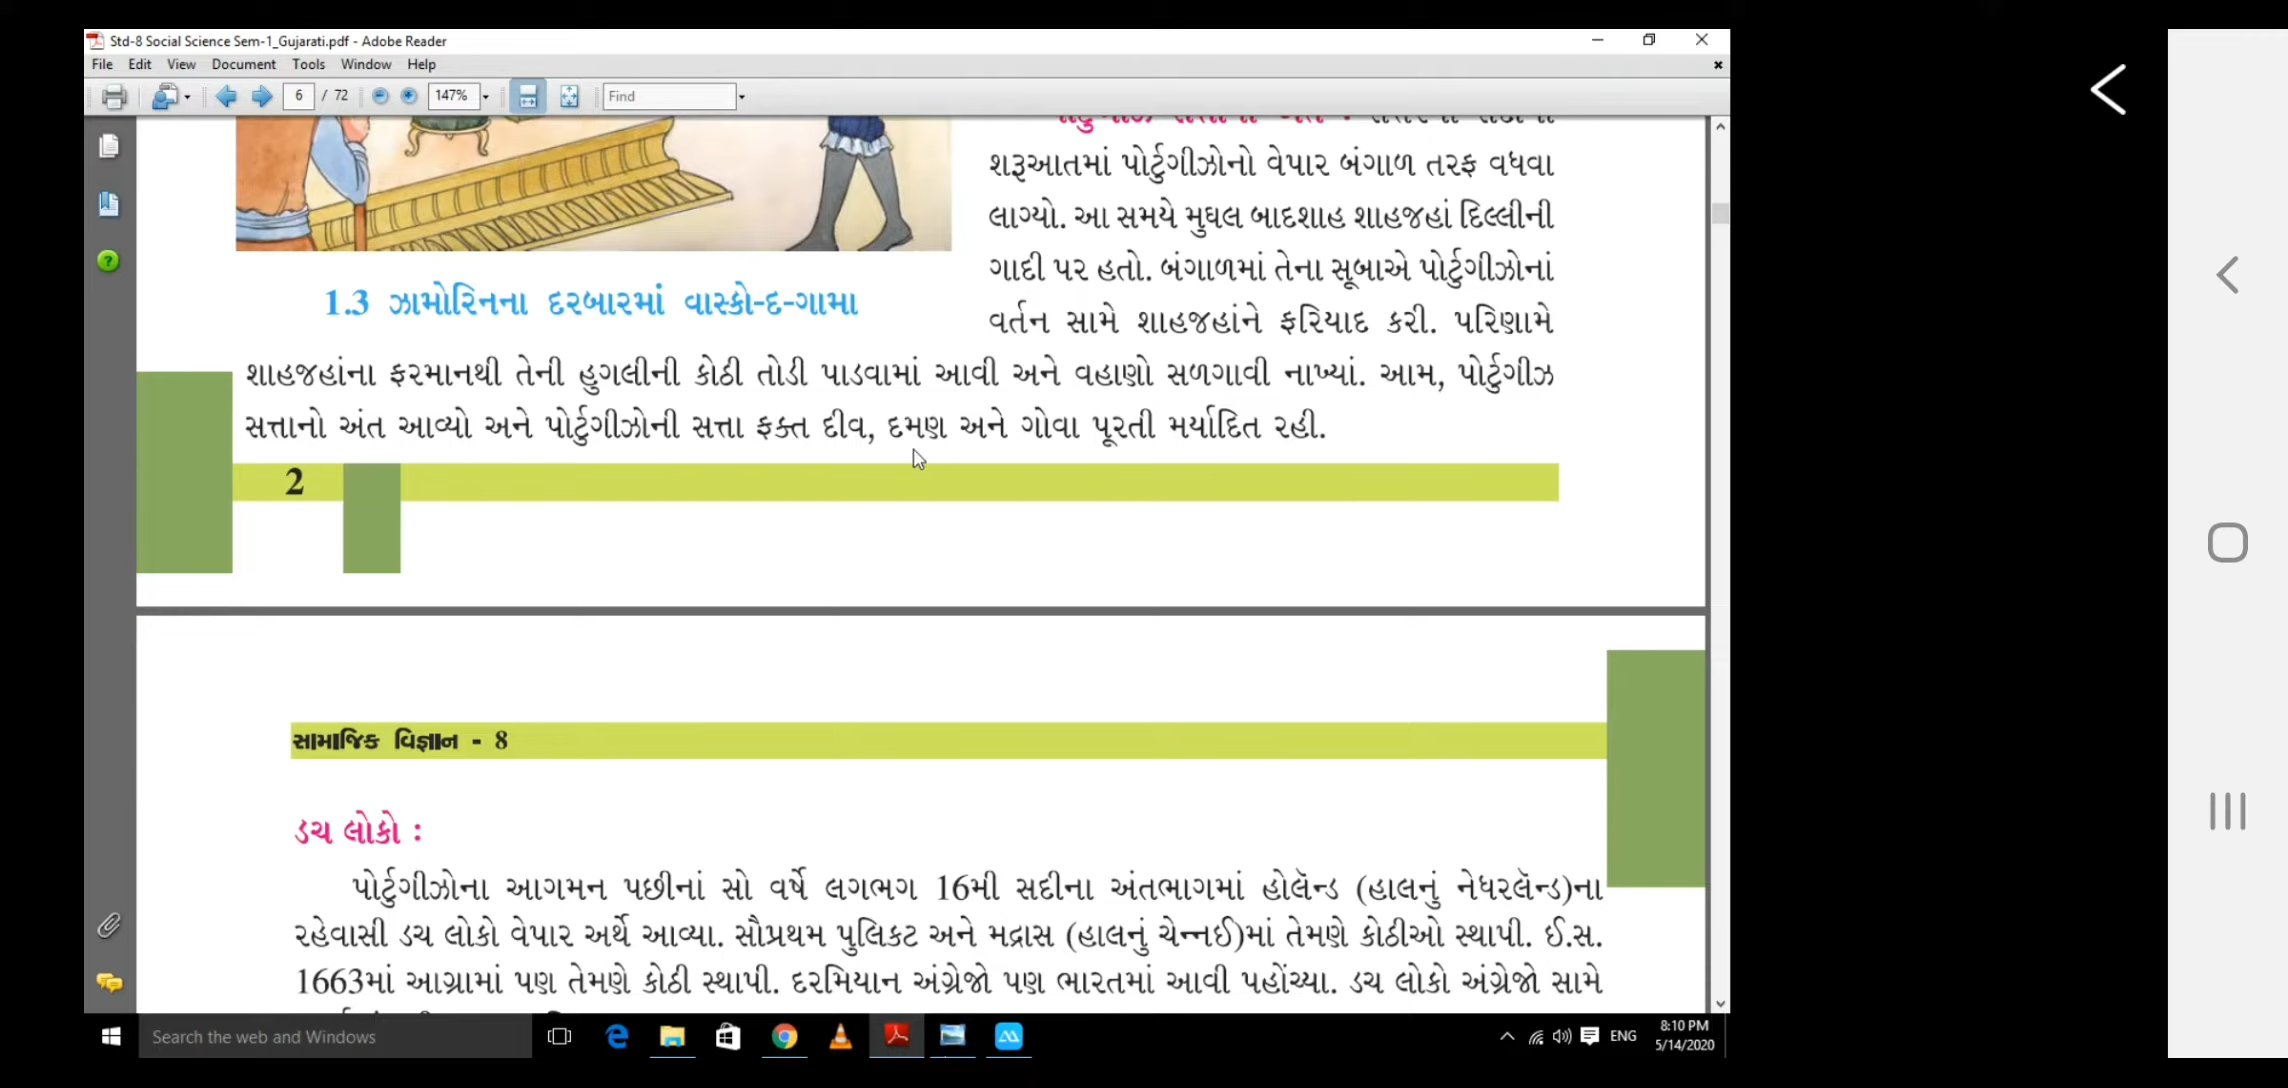 Std-8 Social Science Sem-1_Gujarati.pdf - Adobe Reader
File Edit View Document Tools Window Help
6 / 72 147% Find
શરૂઆતમાં પોર્ટુગીઝોનો વેપાર બંગાળ તરફ વધવા
લાગ્યો. આ સમયે મુઘલ બાદશાહ શાહજહાં દિલ્લીની
ગાદી પર હતો. બંગાળમાં તેના સૂબાએ પોર્ટુગીઝોનાં
1.3 ઝામોરિનના દરબારમાં વાસ્કો-દ-ગામા
વર્તન સામે શાહજહાંને ફરિયાદ કરી. પરિણામે
શાહજહાંના ફરમાનથી તેની હુગલીની કોઠી તોડી પાડવામાં આવી અને વહાણો સળગાવી નાખ્યાં. આમ, પોર્ટુગીઝ
સત્તાનો અંત આવ્યો અને પોર્ટુગીઝોની સત્તા ફક્ત દીવ, દમણ અને ગોવા પૂરતી મર્યાદિત રહી.
2
સામાજિક વિજ્ઞાન - 8
ડચ લોકો :
પોર્ટુગીઝોના આગમન પછીનાં સો વર્ષે લગભગ 16મી સદીના અંતભાગમાં હોલૅન્ડ (હાલનું નેધરલૅન્ડ)ના
રહેવાસી ડચ લોકો વેપાર અર્થે આવ્યા. સૌપ્રથમ પુલિકટ અને મદ્રાસ (હાલનું ચેન્નઈ)માં તેમણે કોઠીઓ સ્થાપી. ઈ.સ.
1663માં આગ્રામાં પણ તેમણે કોઠી સ્થાપી. દરમિયાન અંગ્રેજો પણ ભારતમાં આવી પહોંચ્યા. ડચ લોકો અંગ્રેજો સામે
Search the web and Windows
ENG
8:10 PM
5/14/2020